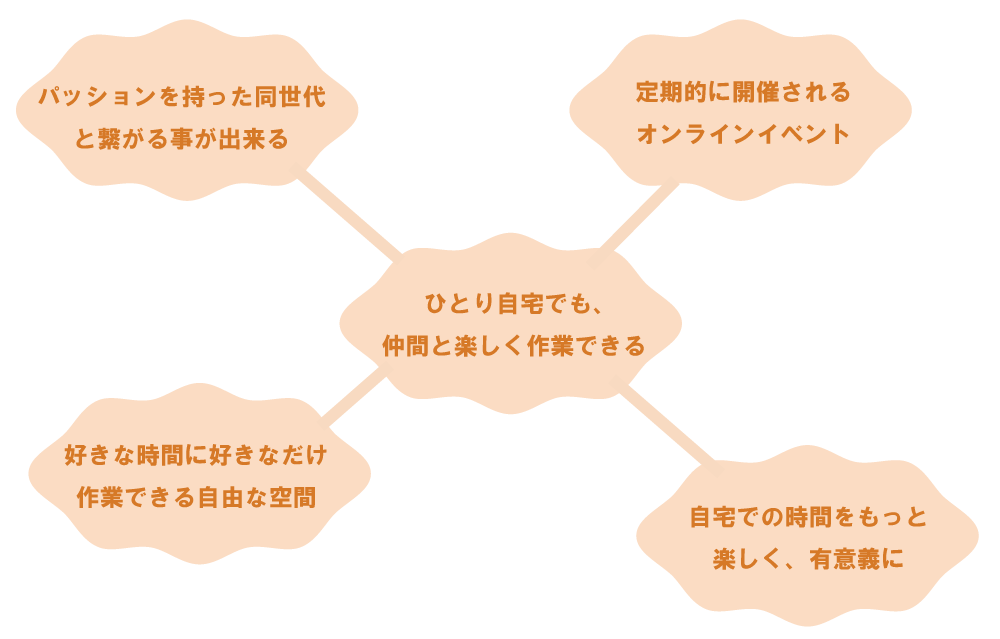 パッションを持った同世代
と繋がる事が出来る
定期的に開催される
オンラインイベント
ひとり自宅でも、
仲間と楽しく作業できる
好きな時間に好きなだけ
作業できる自由な空間
自宅での時間をもっと
楽しく、有意義に